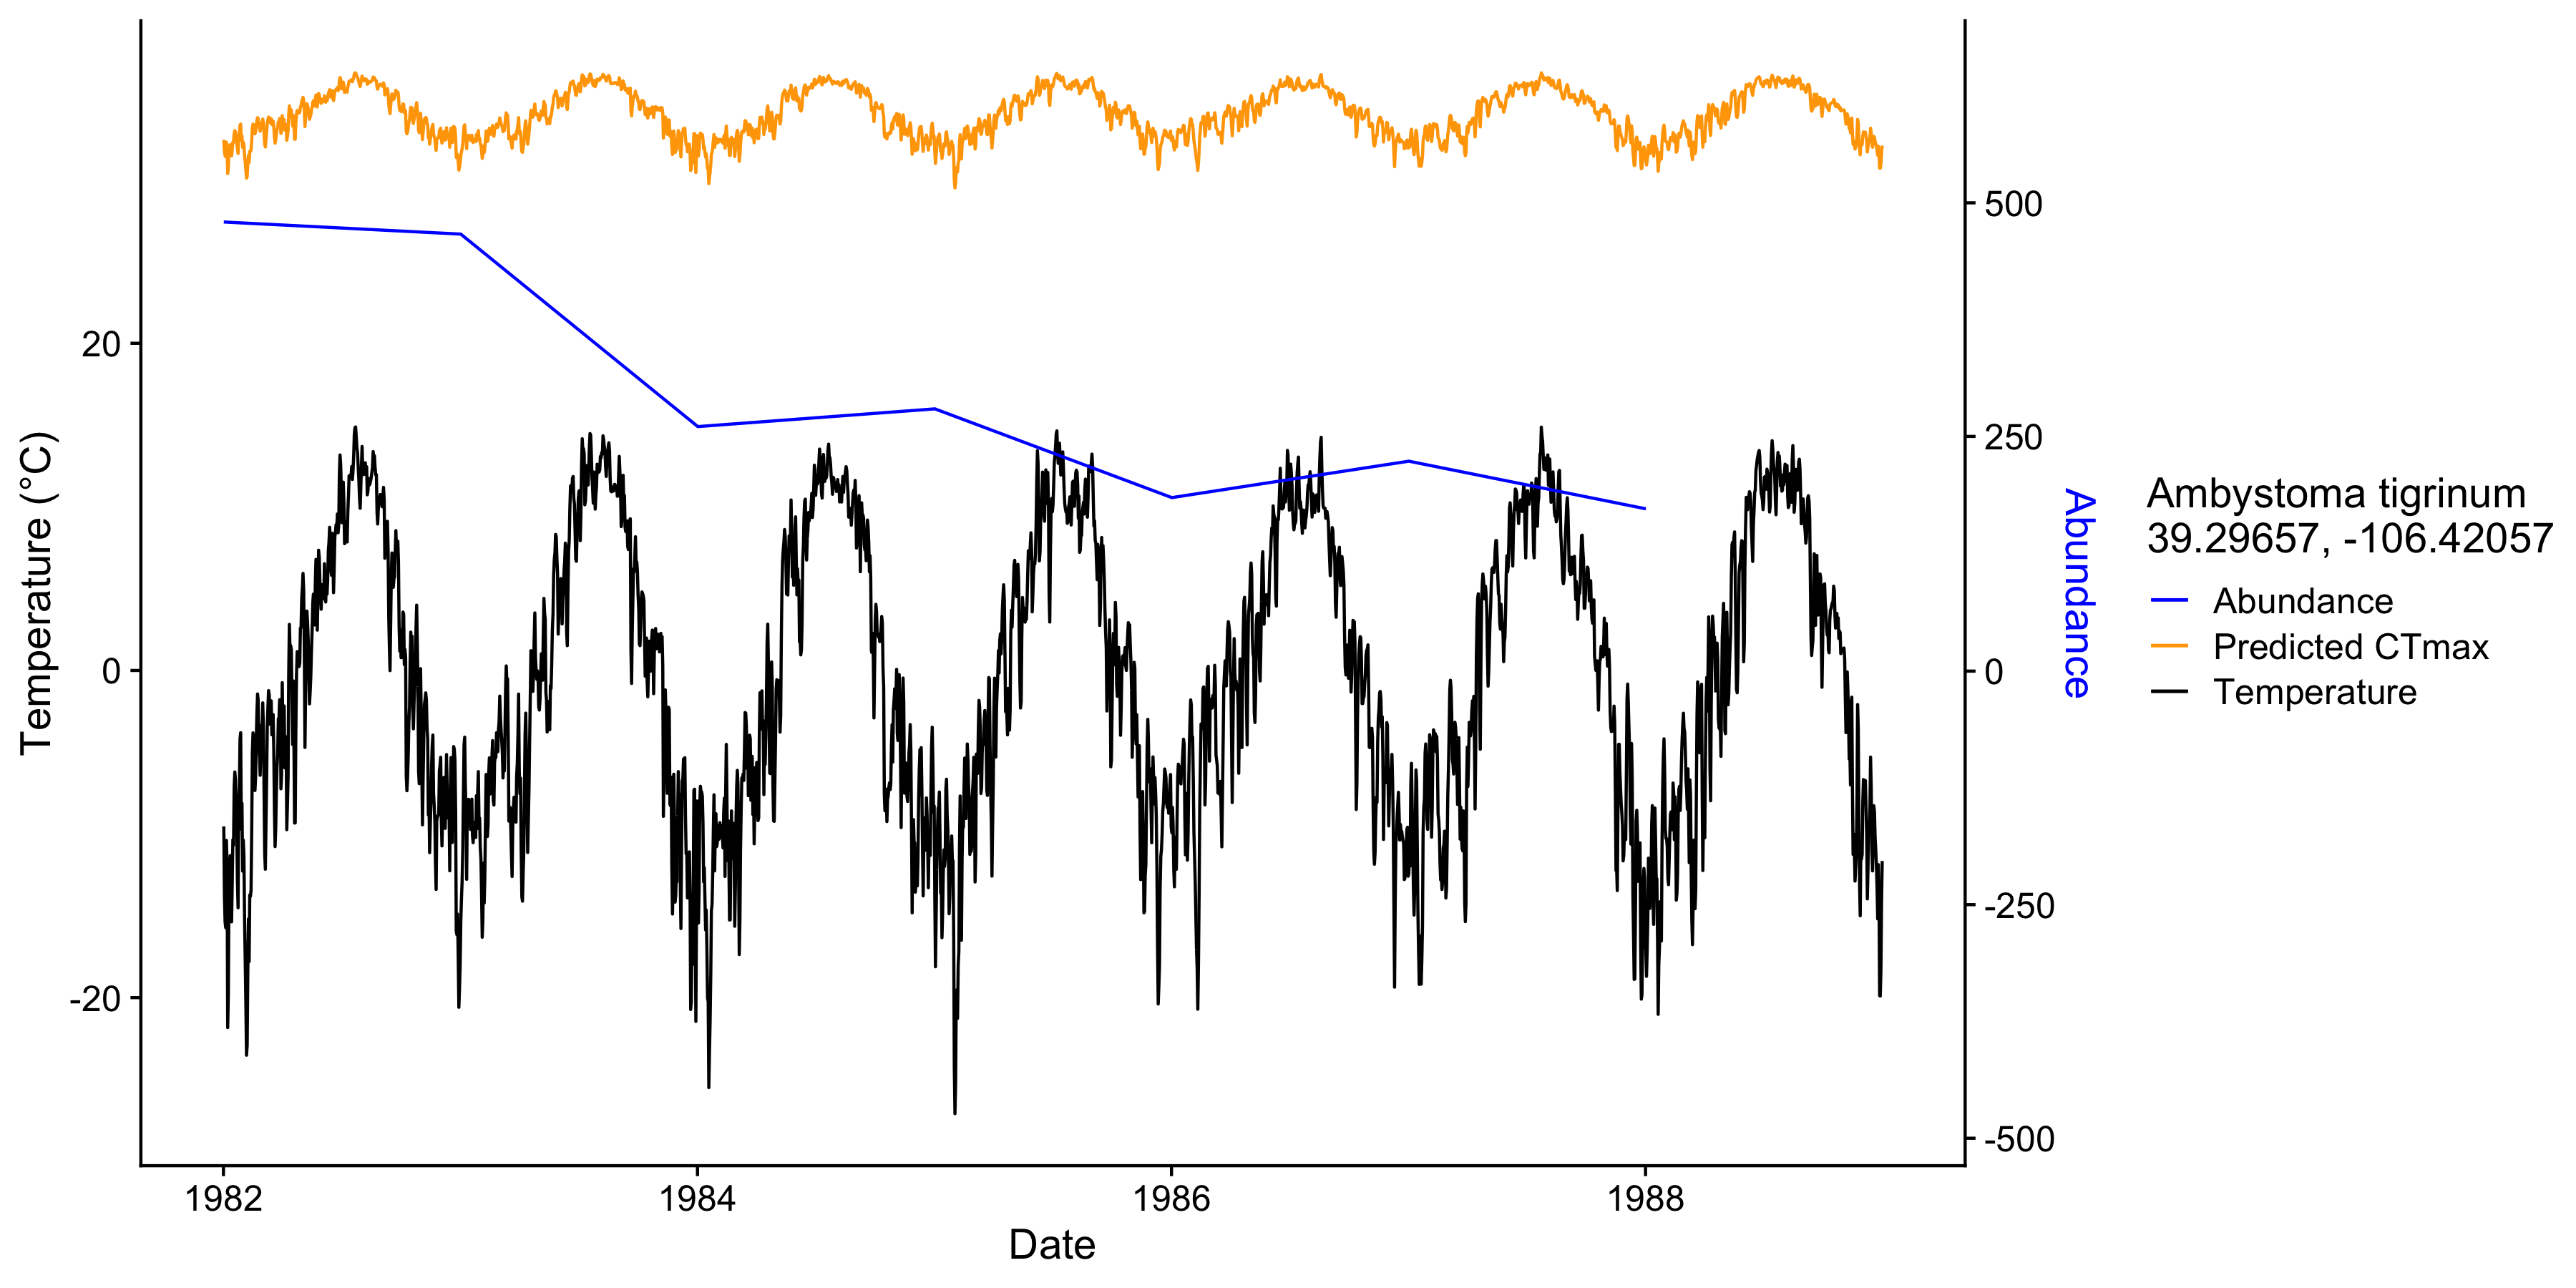 Temperature (°C)
20
0
-20
1982
1984
1986
1988
Date
500
250
0
-250
-500
Abundance
Ambystoma tigrinum
39.29657, -106.42057
Abundance
Predicted CTmax
Temperature